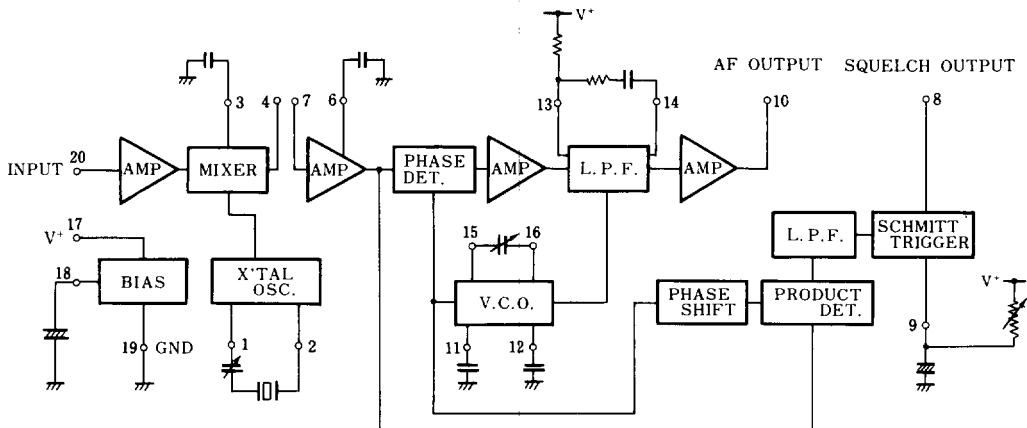 V+
AF OUTPUT
SQUELCH OUTPUT
3
4
7
6
13
14
10
8
INPUT
20
AMP
MIXER
AMP
PHASE
DET.
AMP
L.P.F.
AMP
17
V+
18
BIAS
X'TAL
OSC.
15
16
V.C.O.
L.P.F.
SCHMITT
TRIGGER
PHASE
SHIFT
PRODUCT
DET.
V+
9
19
GND
1
2
11
12